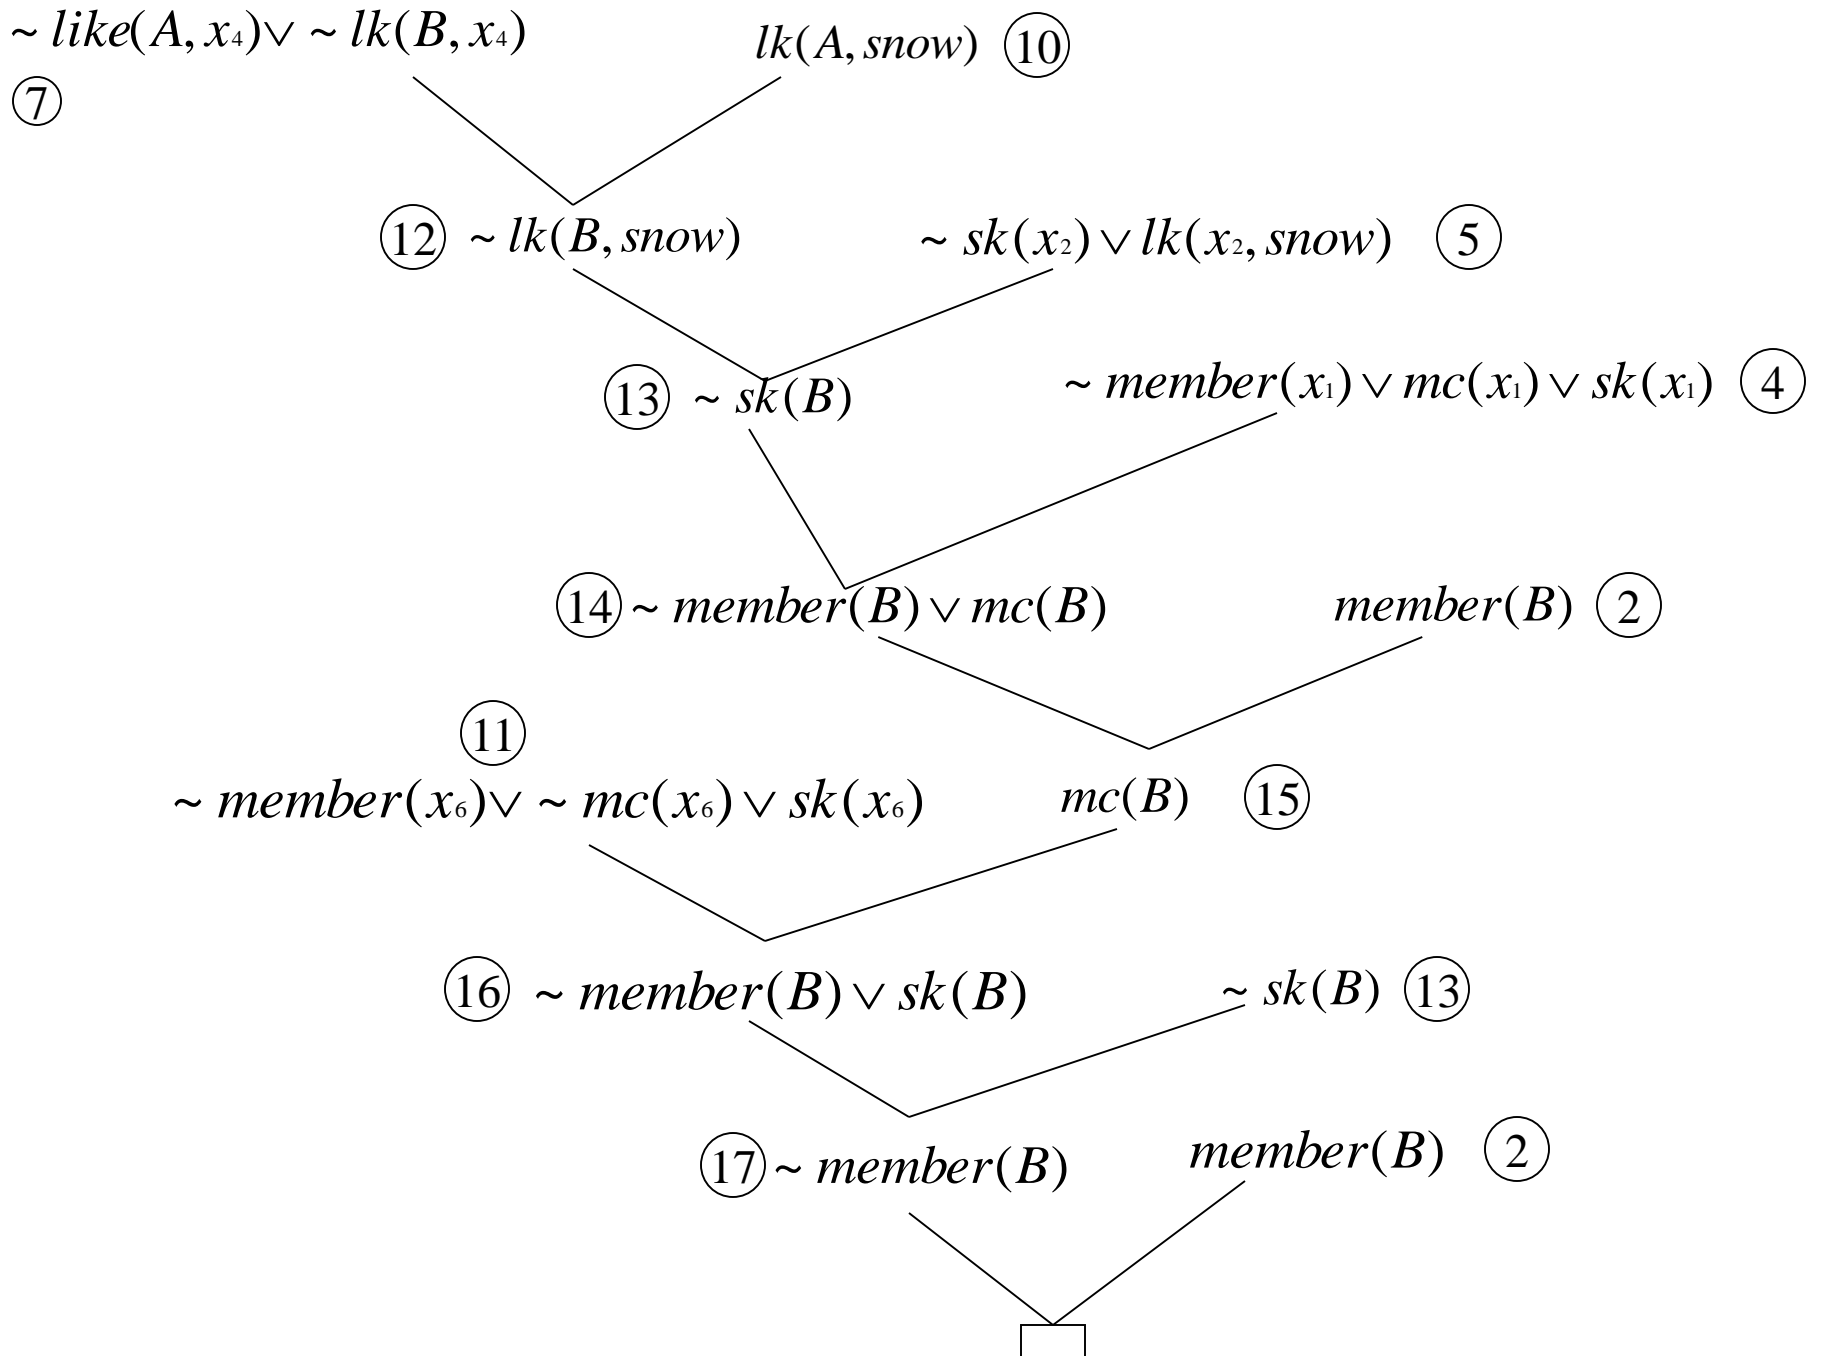 ~ like(A, x₄)∨ ~ lk(B, x₄) lk(A, snow) 10
7
12 ~ lk(B, snow) ~ sk(x₂) ∨ lk(x₂, snow) 5
13 ~ sk(B) ~ member(x₁) ∨ mc(x₁) ∨ sk(x₁) 4
14 ~ member(B) ∨ mc(B) member(B) 2
11
~ member(x₆)∨ ~ mc(x₆) ∨ sk(x₆) mc(B) 15
16 ~ member(B) ∨ sk(B) ~ sk(B) 13
17 ~ member(B) member(B) 2